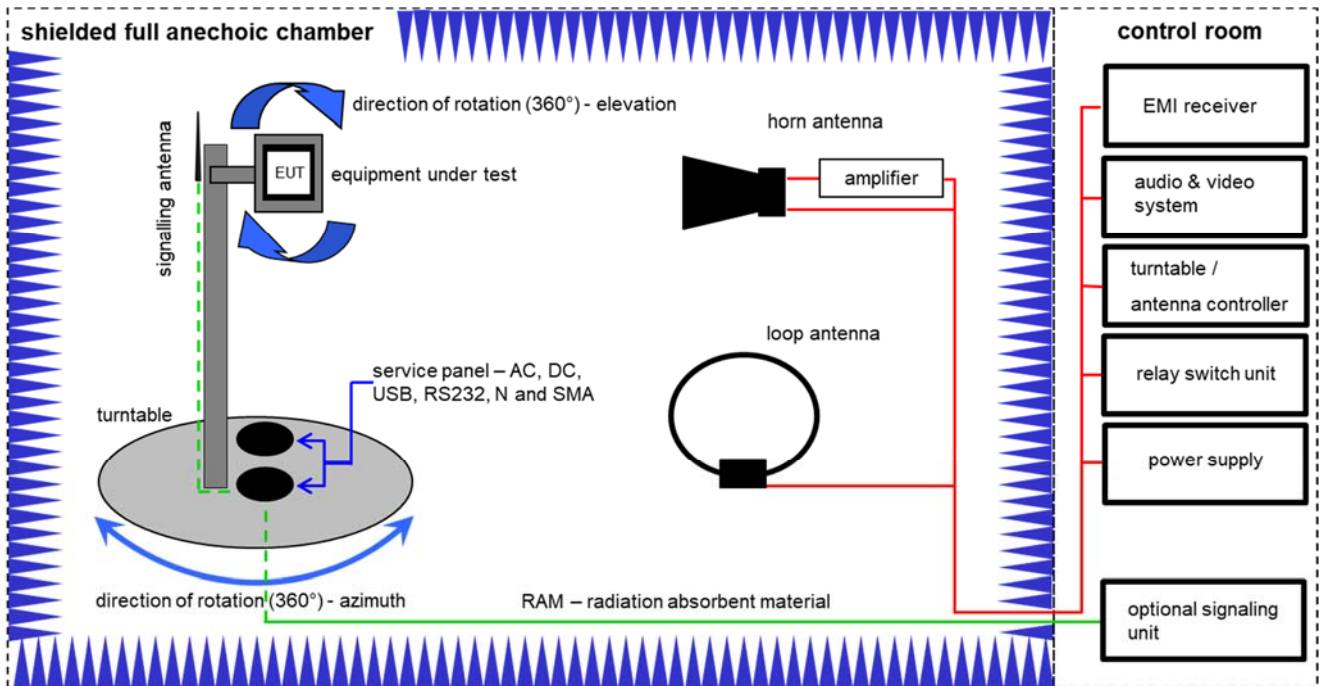 shielded full anechoic chamber
control room
direction of rotation (360°) - elevation
signalling antenna
EUT
equipment under test
horn antenna
amplifier
loop antenna
service panel – AC, DC,
USB, RS232, N and SMA
turntable
direction of rotation (360°) - azimuth
RAM – radiation absorbent material
EMI receiver
audio & video
system
turntable /
antenna controller
relay switch unit
power supply
optional signaling
unit